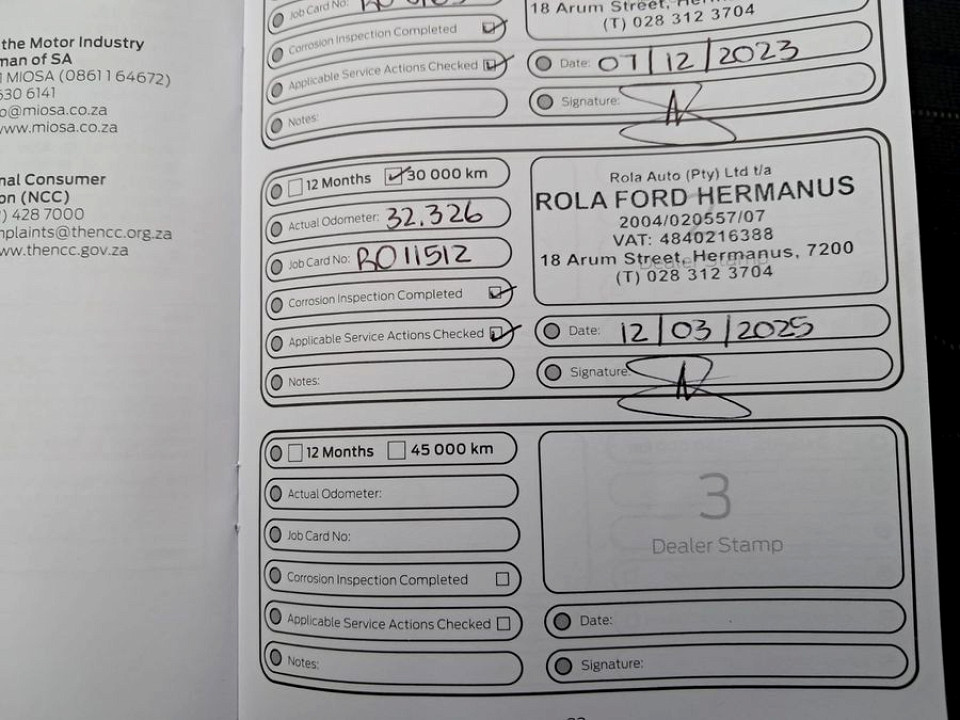 the Motor Industry
man of SA
MIOSA (0861 1 64672)
630 6141
o@miosa.co.za
www.miosa.co.za
nal Consumer
on (NCC)
) 428 7000
plaints@thencc.org.za
ww.thencc.gov.za
Job Card No:
Corrosion Inspection Completed
Applicable Service Actions Checked
Notes:
18 Arum Street,
(T) 028 312 3704
Date: 07/12/2023
Signature:
12 Months 30 000 km
Actual Odometer: 32.326
Job Card No: RO11512
Corrosion Inspection Completed
Applicable Service Actions Checked
Notes:
Rola Auto (Pty) Ltd t/a
ROLA FORD HERMANUS
2004/020557/07
VAT: 4840216388
18 Arum Street, Hermanus, 7200
Dealer Stamp
(T) 028 312 3704
Date: 12/03/2025
Signature:
12 Months 45 000 km
Actual Odometer:
Job Card No:
Corrosion Inspection Completed
Applicable Service Actions Checked
Notes:
3
Dealer Stamp
Date:
Signature: